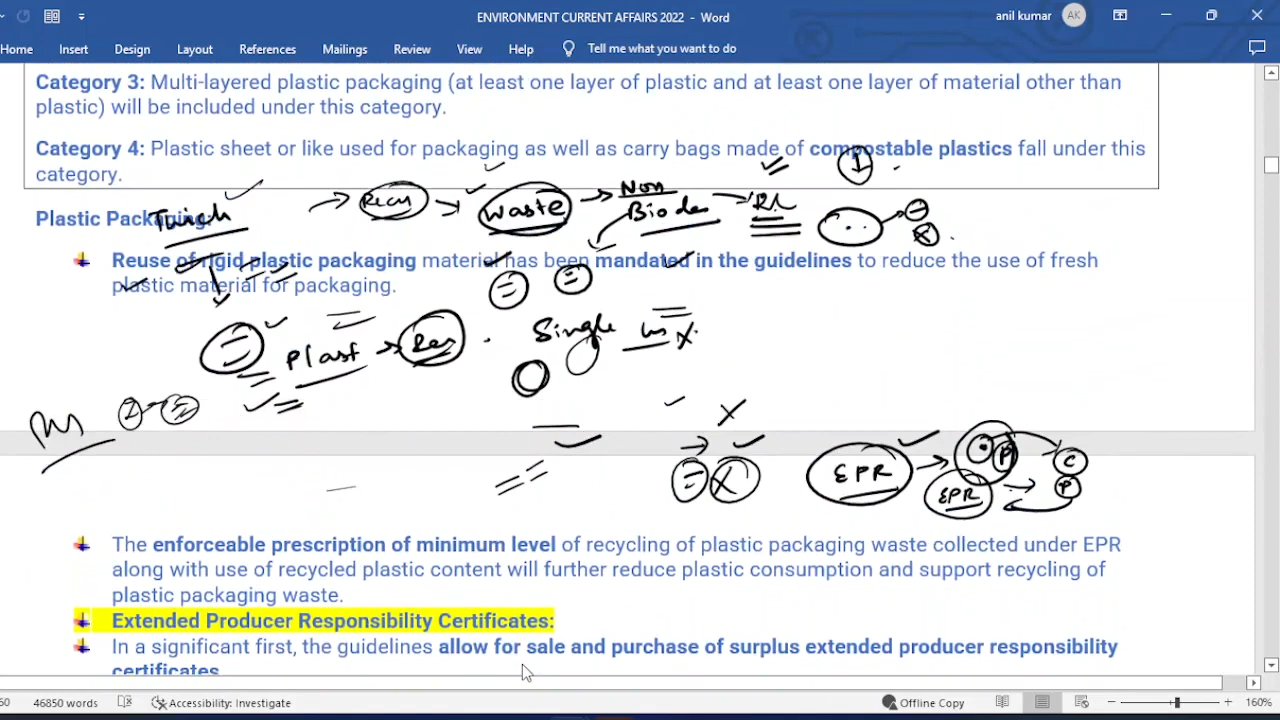 ENVIRONMENT CURRENT AFFAIRS 2022 - Word
anil kumar AK
Home Insert Design Layout References Mailings Review View Help Tell me what you want to do
Category 3: Multi-layered plastic packaging (at least one layer of plastic and at least one layer of material other than
plastic) will be included under this category.
Category 4: Plastic sheet or like used for packaging as well as carry bags made of compostable plastics fall under this
category.
Waste Non
Biode
Plastic Packaging:
Reuse of rigid plastic packaging material has been mandated in the guidelines to reduce the use of fresh
plastic material for packaging.
Single
Plast
EPR P C
EPR P
The enforceable prescription of minimum level of recycling of plastic packaging waste collected under EPR
along with use of recycled plastic content will further reduce plastic consumption and support recycling of
plastic packaging waste.
Extended Producer Responsibility Certificates:
In a significant first, the guidelines allow for sale and purchase of surplus extended producer responsibility
certificates
46850 words Accessibility: Investigate Offline Copy 160%